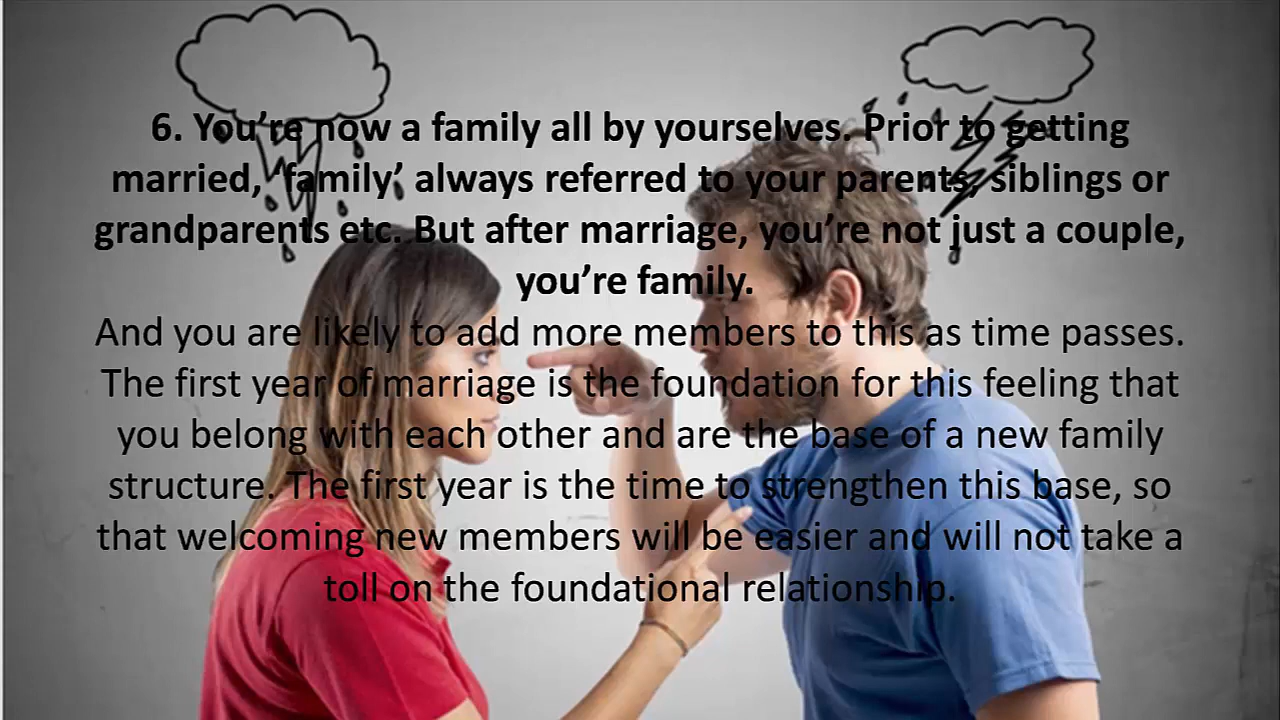 6. You’re now a family all by yourselves. Prior to getting
married, ‘family’ always referred to your parents, siblings or
grandparents etc. But after marriage, you’re not just a couple,
you’re family.
And you are likely to add more members to this as time passes.
The first year of marriage is the foundation for this feeling that
you belong with each other and are the base of a new family
structure. The first year is the time to strengthen this base, so
that welcoming new members will be easier and will not take a
toll on the foundational relationship.